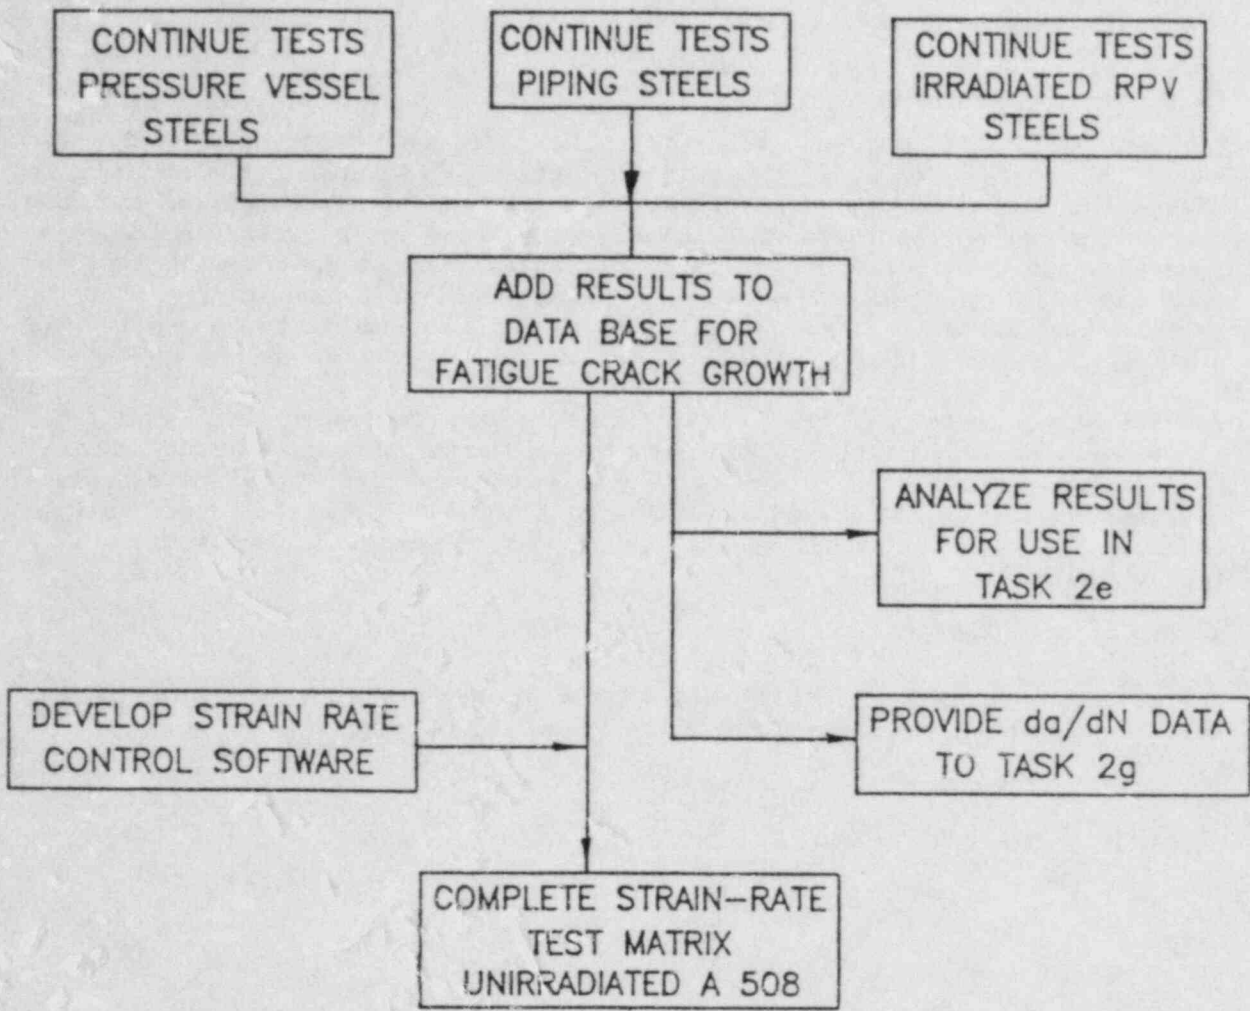 CONTINUE TESTS
PRESSURE VESSEL
STEELS
CONTINUE TESTS
PIPING STEELS
CONTINUE TESTS
IRRADIATED RPV
STEELS
ADD RESULTS TO
DATA BASE FOR
FATIGUE CRACK GROWTH
ANALYZE RESULTS
FOR USE IN
TASK 2e
DEVELOP STRAIN RATE
CONTROL SOFTWARE
PROVIDE da/dN DATA
TO TASK 2g
COMPLETE STRAIN-RATE
TEST MATRIX
UNIRRADIATED A 508